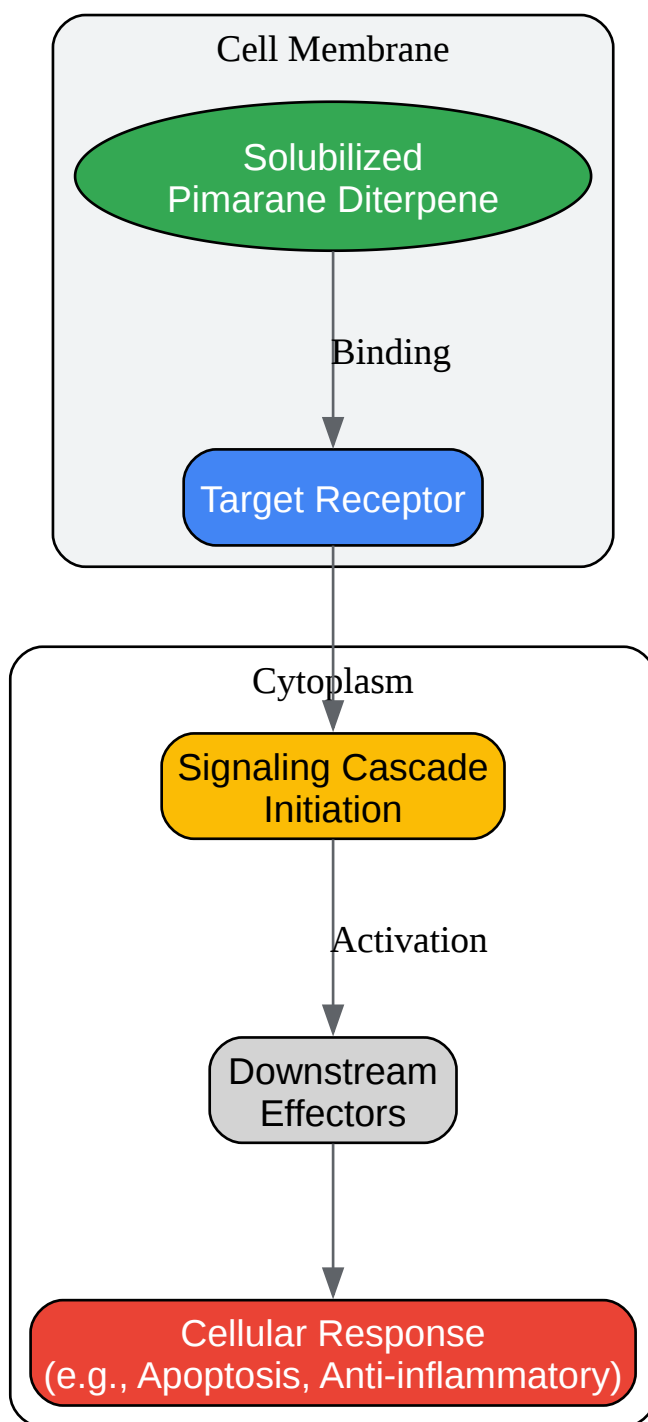 Cell Membrane
Solubilized
Pimarane Diterpene
Binding
Target Receptor
Cytoplasm
Signaling Cascade
Initiation
Activation
Downstream
Effectors
Cellular Response
(e.g., Apoptosis, Anti-inflammatory)